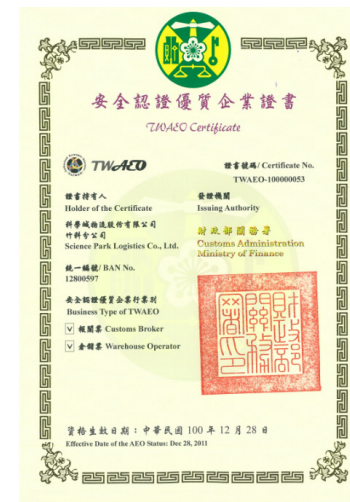 安全認證優質企業證書
TWAEO Certificate
TWAEO
證書號碼/ Certificate No.
TWAEO-100000053
證書持有人
Holder of the Certificate
科學城物流股份有限公司
竹科分公司
Science Park Logistics Co., Ltd.
統一編號/ BAN No.
12800597
安全認證優質企業行業別
Business Type of TWAEO
報關業 Customs Broker
倉儲業 Warehouse Operator
發證機關
Issuing Authority
財政部關務署
Customs Administration
Ministry of Finance
資格生效日期：中華民國 100 年 12 月 28 日
Effective Date of the AEO Status: Dec 28, 2011